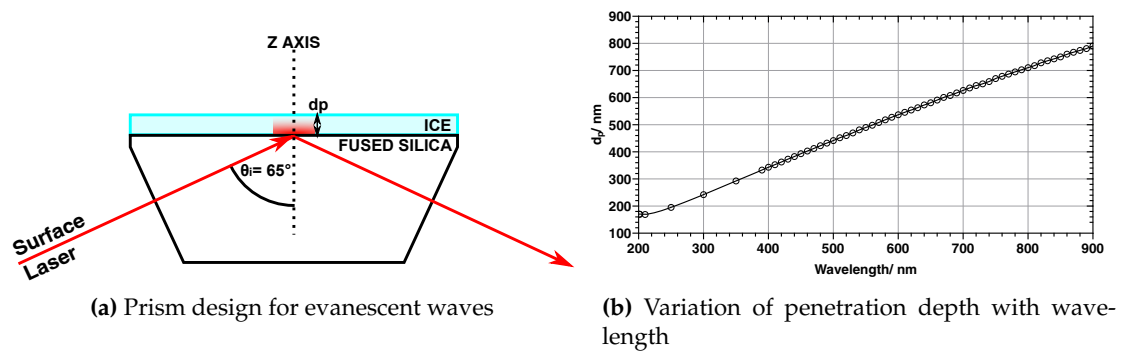 Z AXIS
dp
ICE
FUSED SILICA
θi= 65°
Surface
Laser
(a) Prism design for evanescent waves
900
800
700
600
500
400
300
200
100
dp/ nm
200 300 400 500 600 700 800 900
Wavelength/ nm
(b) Variation of penetration depth with wave-
length